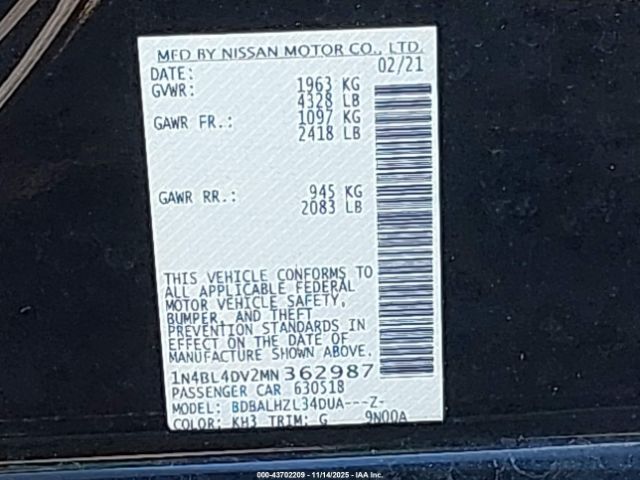 MFD BY NISSAN MOTOR CO., LTD.
DATE: 02/21
GVWR: 1963 KG
4328 LB
GAWR FR.: 1097 KG
2418 LB
GAWR RR.: 945 KG
2083 LB
THIS VEHICLE CONFORMS TO
ALL APPLICABLE FEDERAL
MOTOR VEHICLE SAFETY,
BUMPER, AND THEFT
PREVENTION STANDARDS IN
EFFECT ON THE DATE OF
MANUFACTURE SHOWN ABOVE.
1N4BL4DV2MN 362987
PASSENGER CAR 630518
MODEL: BDBALHZL34DUA---Z-
COLOR: KH3 TRIM: G 9N00A
000-43702209 - 11/14/2025 - IAA Inc.